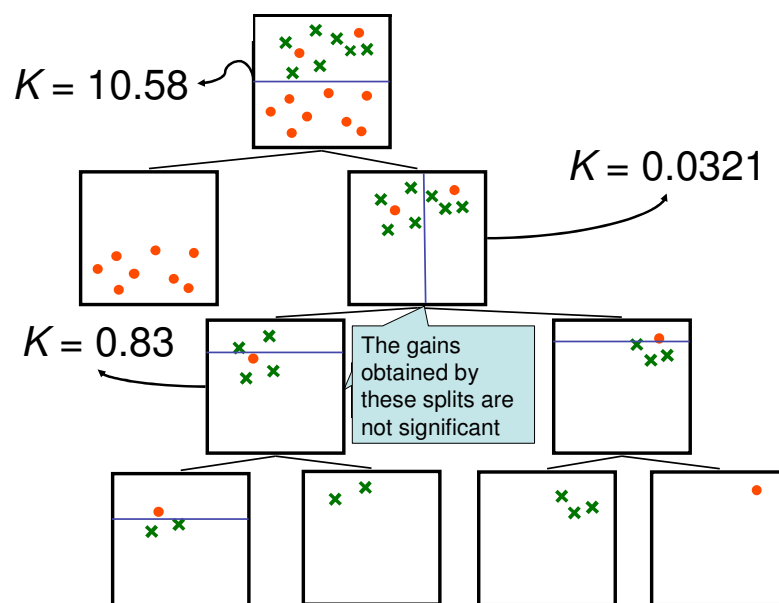 K = 10.58
K = 0.0321
K = 0.83
The gains
obtained by
these splits are
not significant